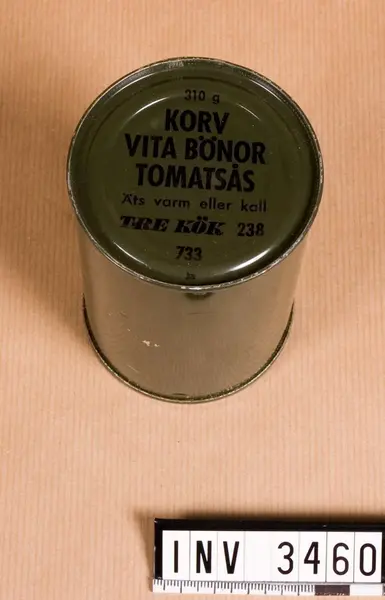 310 g
KORV
VITA BÖNOR
TOMATSÅS
Äts varm eller kall
TRE KÖK 238
733
INV 3460